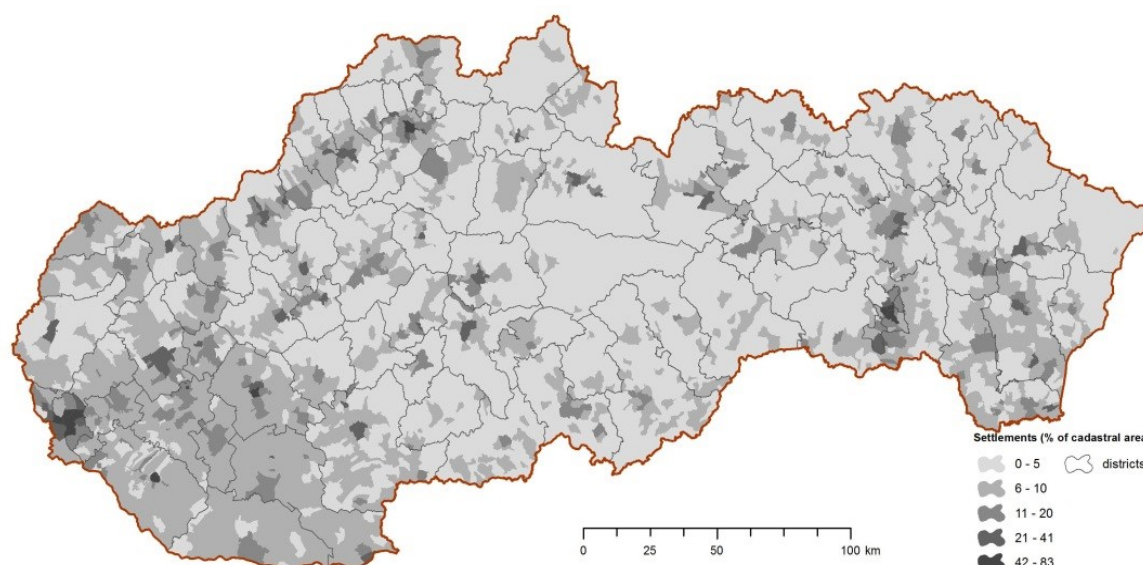 Settlements (% of cadastral area
0 - 5
districts
6 - 10
11 - 20
21 - 41
42 - 83
0 25 50 100 km